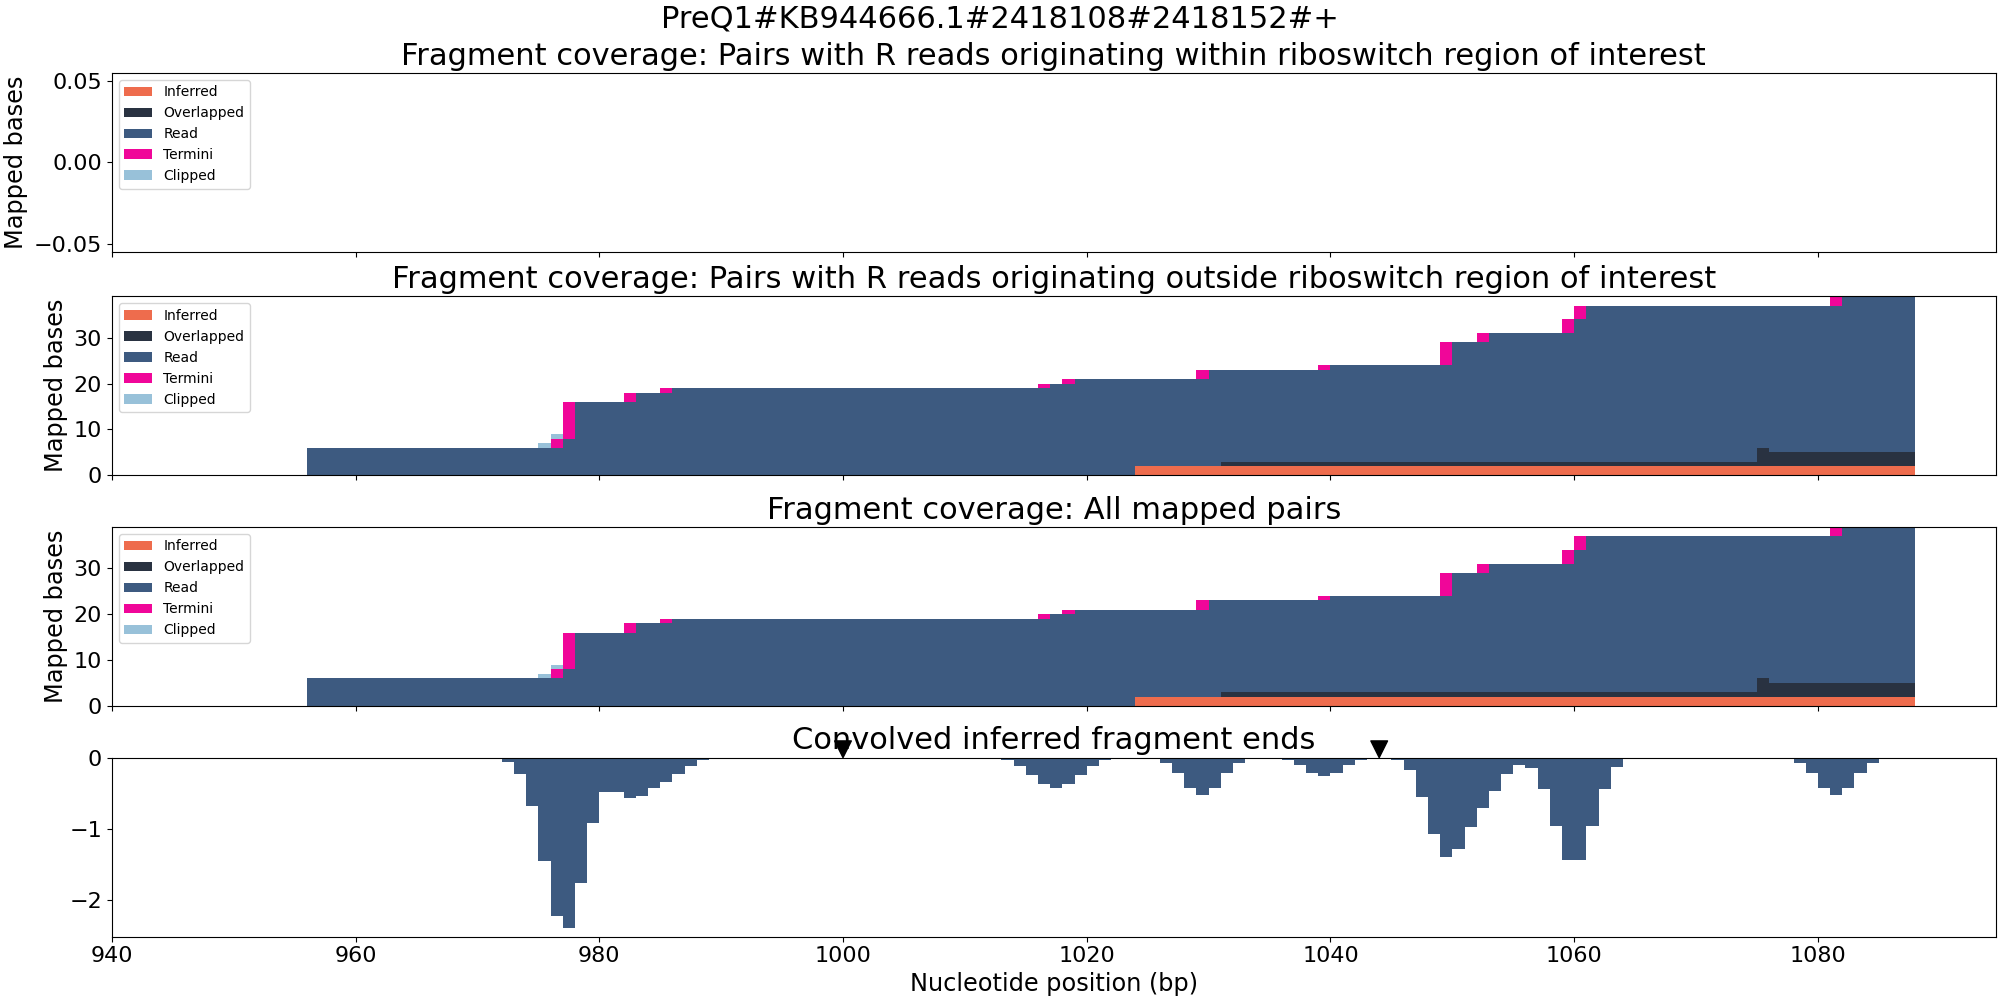 PreQ1#KB944666.1#2418108#2418152#+
Fragment coverage: Pairs with R reads originating within riboswitch region of interest
Mapped bases
0.05
0.00
−0.05
Inferred
Overlapped
Read
Termini
Clipped
Fragment coverage: Pairs with R reads originating outside riboswitch region of interest
Mapped bases
30
20
10
0
Inferred
Overlapped
Read
Termini
Clipped
Fragment coverage: All mapped pairs
Mapped bases
30
20
10
0
Inferred
Overlapped
Read
Termini
Clipped
Convolved inferred fragment ends
0
−1
−2
940 960 980 1000 1020 1040 1060 1080
Nucleotide position (bp)